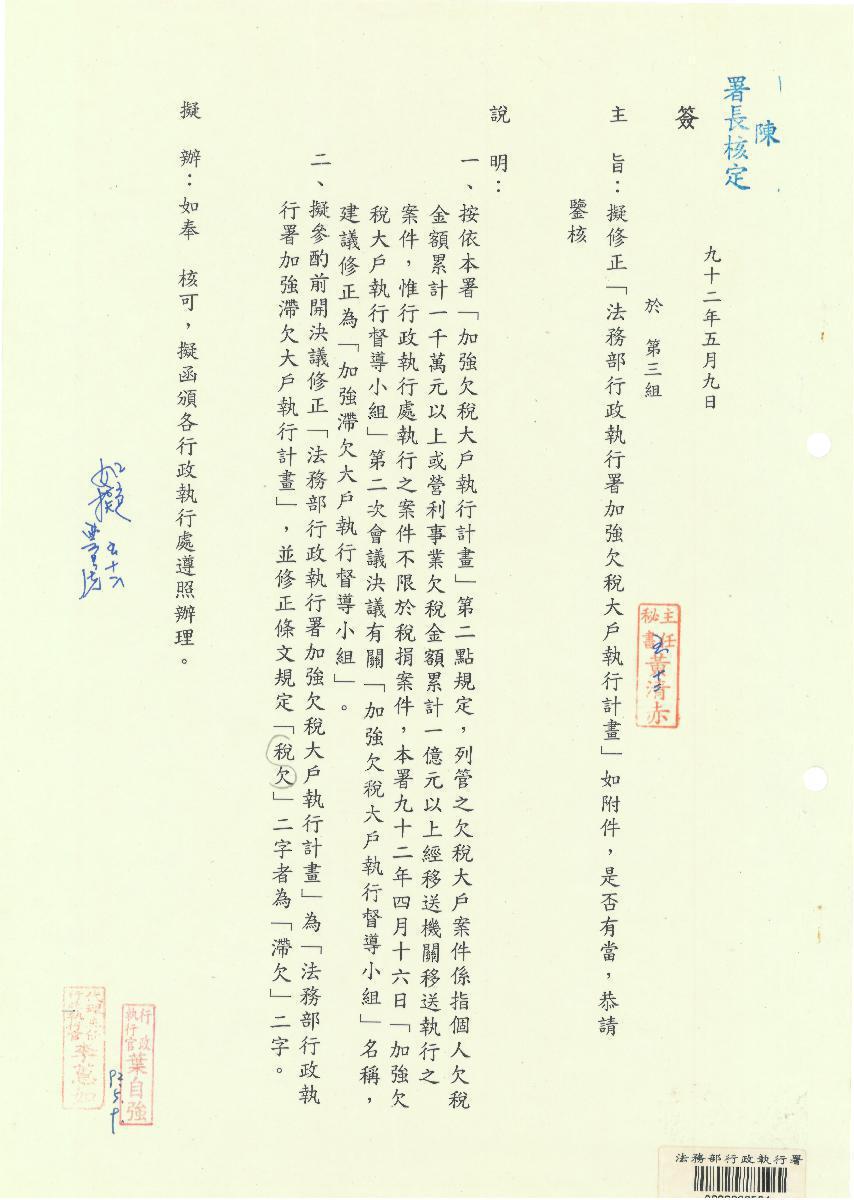 陳
署長核定
簽
九十二年五月九日
於 第三組
主 旨：擬修正「法務部行政執行署加強欠稅大戶執行計畫」如附件，是否有當，恭請
鑒核
說 明：
一、按依本署「加強欠稅大戶執行計畫」第二點規定，列管之欠稅大戶案件係指個人欠稅
金額累計一千萬元以上或營利事業欠稅金額累計一億元以上經移送機關移送執行之
案件，惟行政執行處執行之案件不限於稅捐案件，本署九十二年四月十六日「加強欠
稅大戶執行督導小組」第二次會議決議有關「加強欠稅大戶執行督導小組」名稱，
建議修正為「加強滯欠大戶執行督導小組」。
二、擬參酌前開決議修正「法務部行政執行署加強欠稅大戶執行計畫」為「法務部行政執
行署加強滯欠大戶執行計畫」，並修正條文規定「稅欠」二字者為「滯欠」二字。
擬 辦：如奉 核可，擬函頒各行政執行處遵照辦理。
主任
秘書
黃清赤
五十六
如擬
行政
執行官
葉自強
92.5.9.
法務部行政執行署